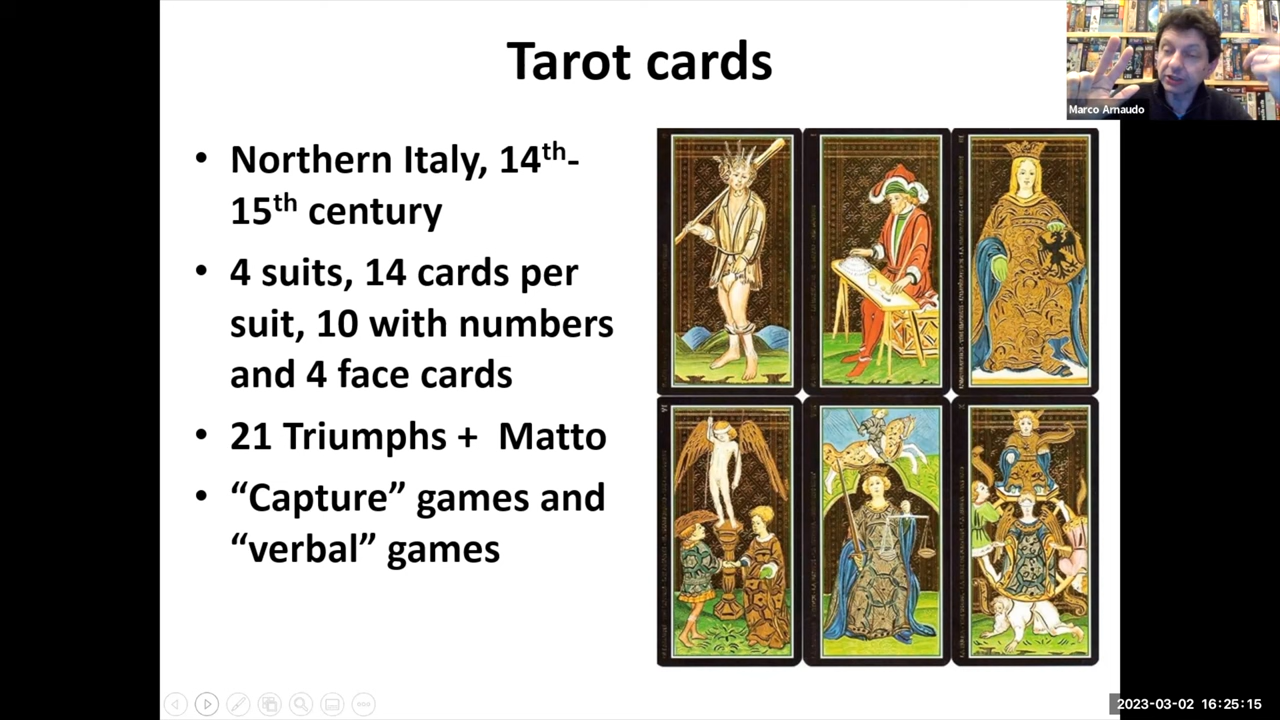 Tarot cards
Marco Arnaudo
• Northern Italy, 14th-
15th century
• 4 suits, 14 cards per
suit, 10 with numbers
and 4 face cards
• 21 Triumphs + Matto
• “Capture” games and
“verbal” games
2023-03-02 16:25:15